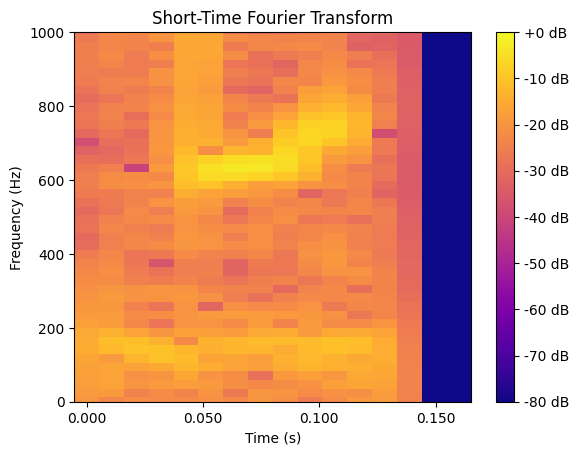 Short-Time Fourier Transform
Frequency (Hz)
1000
800
600
400
200
0
0.000
0.050
0.100
0.150
Time (s)
+0 dB
-10 dB
-20 dB
-30 dB
-40 dB
-50 dB
-60 dB
-70 dB
-80 dB